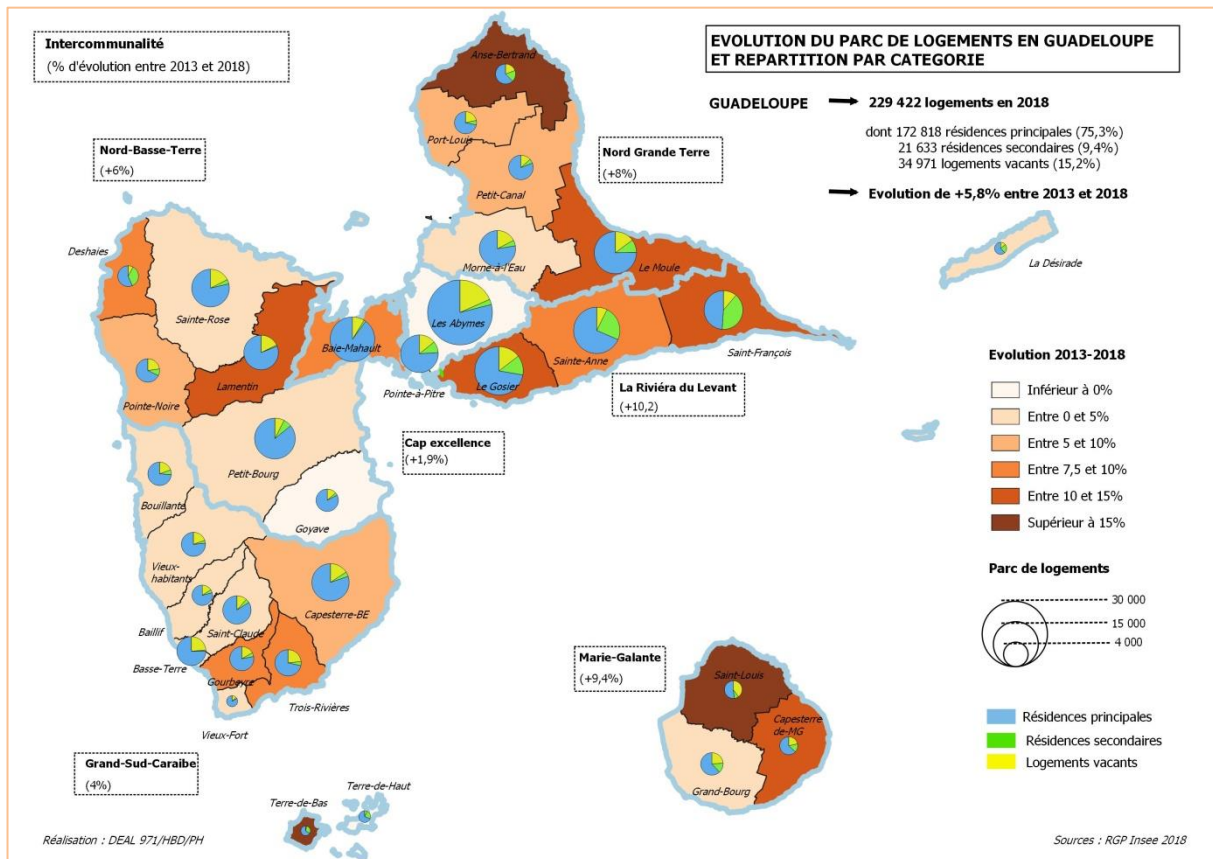 Intercommunalité
(% d'évolution entre 2013 et 2018)
EVOLUTION DU PARC DE LOGEMENTS EN GUADELOUPE
ET REPARTITION PAR CATEGORIE
GUADELOUPE
229 422 logements en 2018
dont 172 818 résidences principales (75,3%)
21 633 résidences secondaires (9,4%)
34 971 logements vacants (15,2%)
Evolution de +5,8% entre 2013 et 2018
Anse-Bertrand
Port-Louis
Nord-Basse-Terre
(+6%)
Nord Grande Terre
(+8%)
Petit-Canal
Deshaies
Morne-à-l'Eau
Le Moule
La Désirade
Sainte-Rose
Les Abymes
Baie-Mahault
Sainte-Anne
Saint-François
Lamentin
Le Gosier
Pointe-à-Pitre
Pointe-Noire
La Riviéra du Levant
(+10,2)
Cap excellence
(+1,9%)
Petit-Bourg
Bouillante
Goyave
Vieux-
habitants
Capesterre-BE
Baillif
Saint-Claude
Basse-Terre
Gourbeyre
Trois-Rivières
Vieux-Fort
Grand-Sud-Caraibe
(4%)
Terre-de-Bas
Terre-de-Haut
Marie-Galante
(+9,4%)
Saint-Louis
Capesterre
de-MG
Grand-Bourg
Evolution 2013-2018
Inférieur à 0%
Entre 0 et 5%
Entre 5 et 10%
Entre 7,5 et 10%
Entre 10 et 15%
Supérieur à 15%
Parc de logements
30 000
15 000
4 000
Résidences principales
Résidences secondaires
Logements vacants
Réalisation : DEAL 971/HBD/PH
Sources : RGP Insee 2018